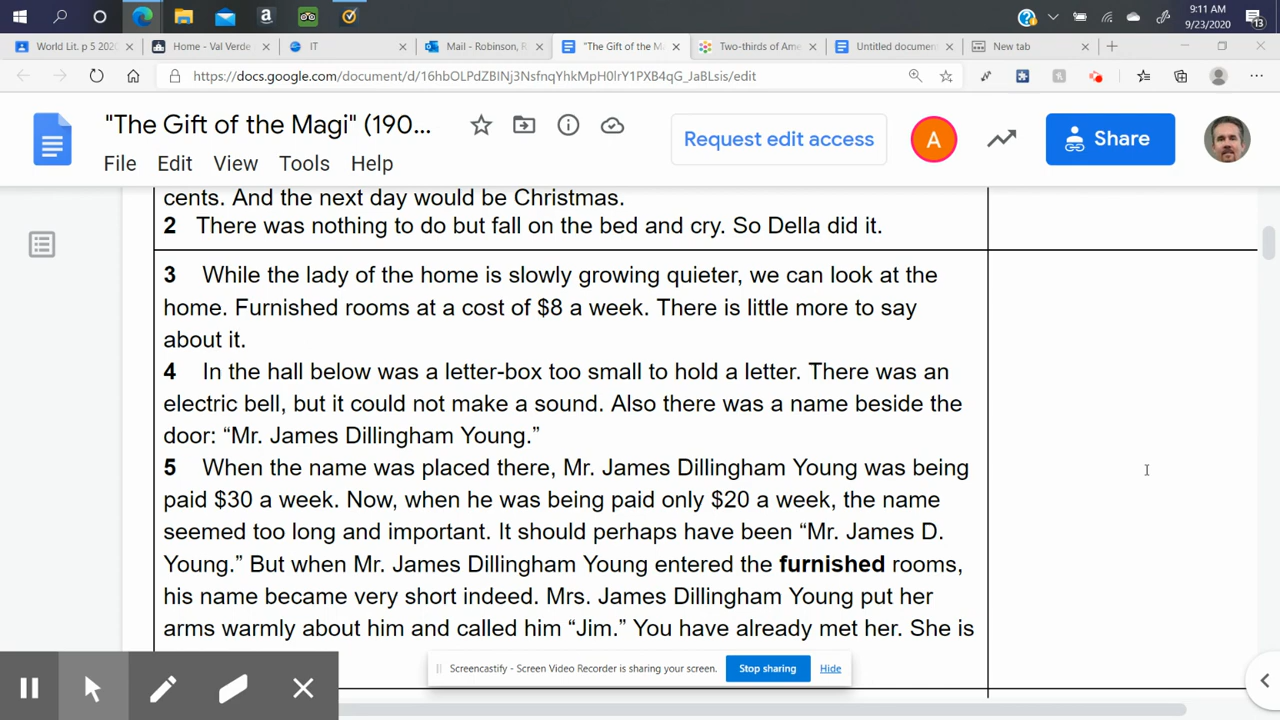 9:11 AM
9/23/2020
13
World Lit. p 5 2020
Home - Val Verde
IT
Mail - Robinson, R
"The Gift of the M
Two-thirds of Ame
Untitled document
New tab
https://docs.google.com/document/d/16hbOLPdZBINj3NsfnqYhkMpH0lrY1PXB4qG_JaBLsis/edit
"The Gift of the Magi" (190...
File Edit View Tools Help
Request edit access
A
Share
cents. And the next day would be Christmas.
2 There was nothing to do but fall on the bed and cry. So Della did it.
3 While the lady of the home is slowly growing quieter, we can look at the
home. Furnished rooms at a cost of $8 a week. There is little more to say
about it.
4 In the hall below was a letter-box too small to hold a letter. There was an
electric bell, but it could not make a sound. Also there was a name beside the
door: “Mr. James Dillingham Young.”
5 When the name was placed there, Mr. James Dillingham Young was being
paid $30 a week. Now, when he was being paid only $20 a week, the name
seemed too long and important. It should perhaps have been “Mr. James D.
Young.” But when Mr. James Dillingham Young entered the furnished rooms,
his name became very short indeed. Mrs. James Dillingham Young put her
arms warmly about him and called him “Jim.” You have already met her. She is
Screencastify - Screen Video Recorder is sharing your screen.
Stop sharing
Hide